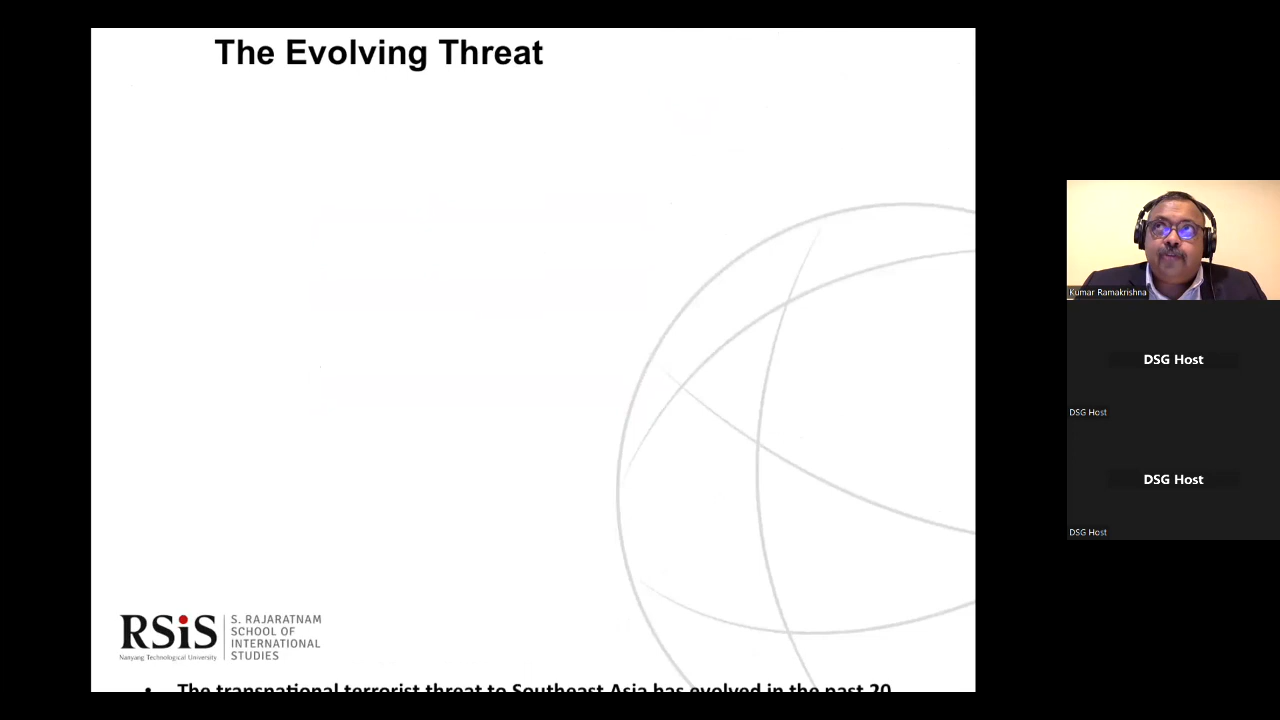 The Evolving Threat
RSiS
Nanyang Technological University
S. RAJARATNAM
SCHOOL OF
INTERNATIONAL
STUDIES
• The transnational terrorist threat to Southeast Asia has evolved in the past 20
Kumar Ramakrishna
DSG Host
DSG Host
DSG Host
DSG Host